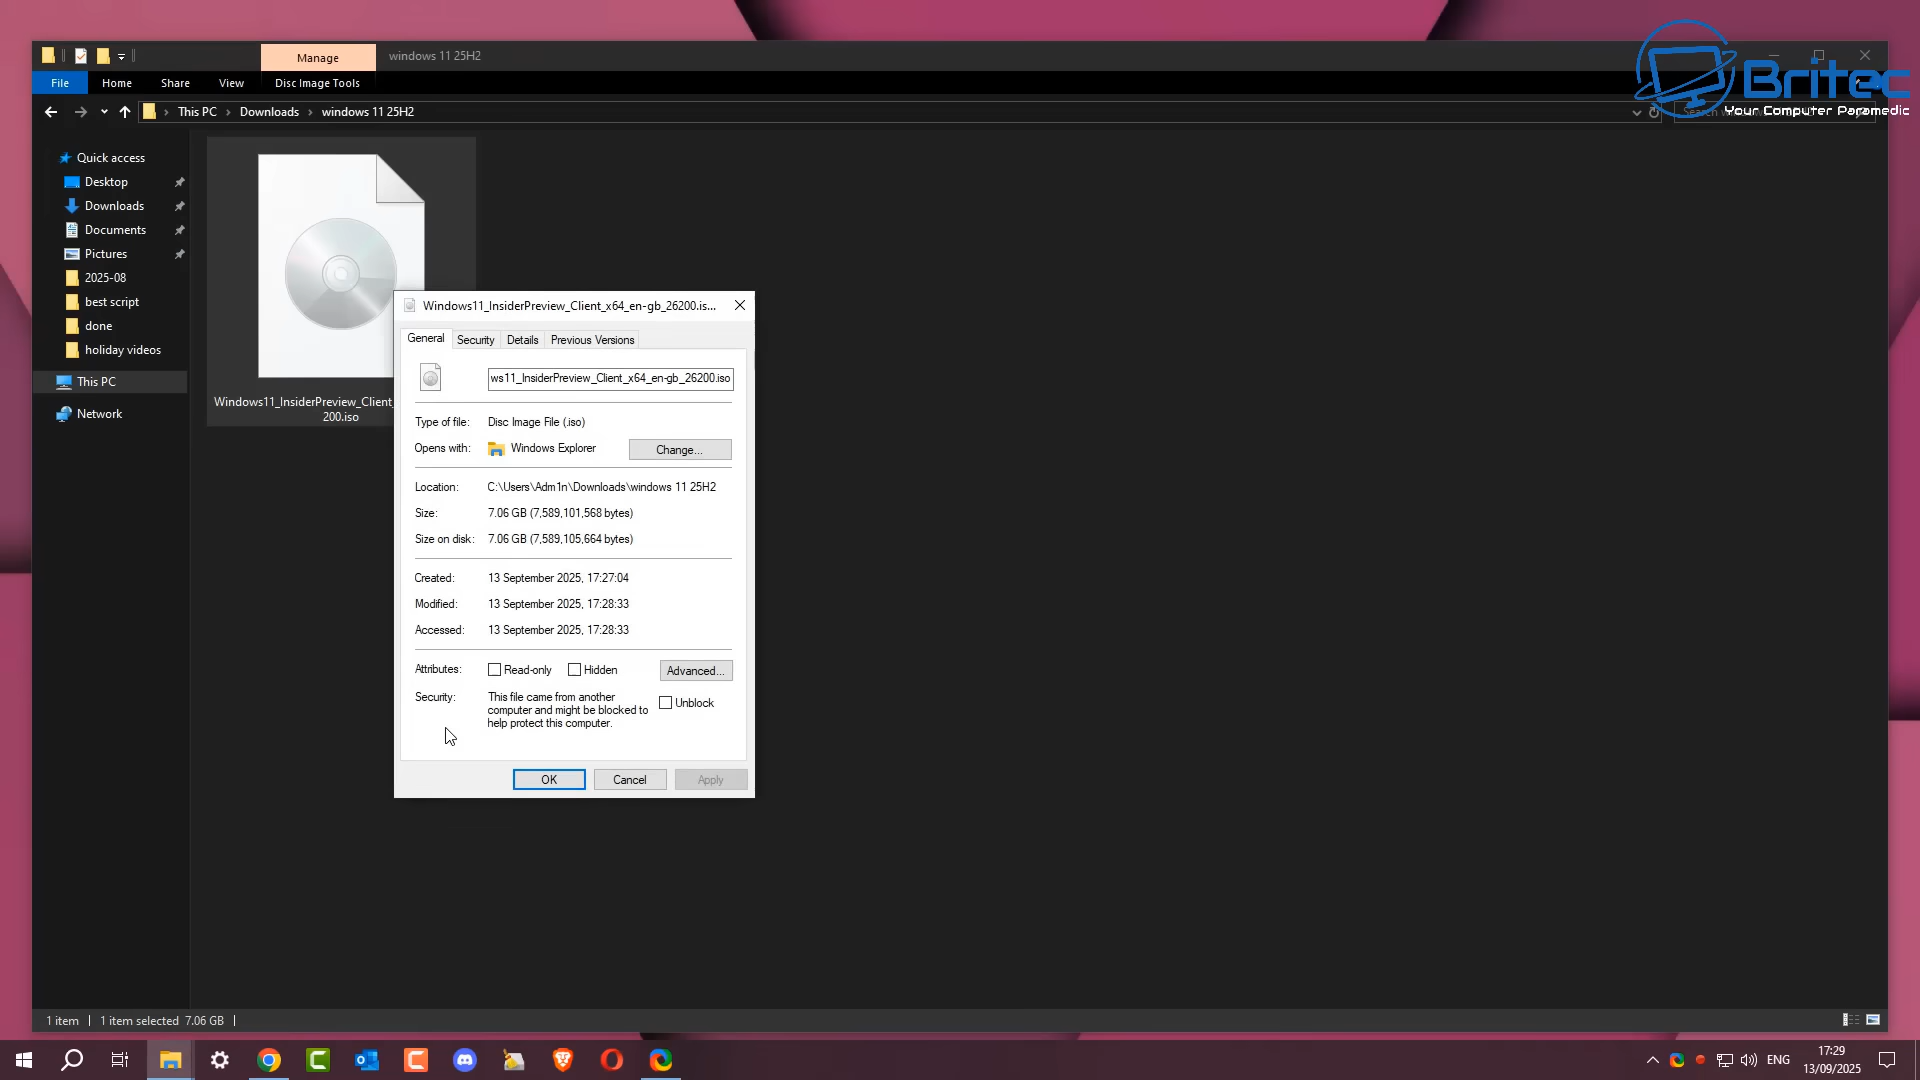 Manage
windows 11 25H2
File
Home
Share
View
Disc Image Tools
This PC
Downloads
windows 11 25H2
Britec
Your Computer Paramedic
Quick access
Desktop
Downloads
Documents
Pictures
2025-08
best script
done
holiday videos
This PC
Network
Windows11_InsiderPreview_Client_
200.iso
Windows11_InsiderPreview_Client_x64_en-gb_26200.is...
General
Security
Details
Previous Versions
ws11_InsiderPreview_Client_x64_en-gb_26200.iso
Type of file: Disc Image File (.iso)
Opens with: Windows Explorer
Change...
Location: C:\Users\Adm1n\Downloads\windows 11 25H2
Size: 7.06 GB (7,589,101,568 bytes)
Size on disk: 7.06 GB (7,589,105,664 bytes)
Created: 13 September 2025, 17:27:04
Modified: 13 September 2025, 17:28:33
Accessed: 13 September 2025, 17:28:33
Attributes: Read-only Hidden
Advanced...
Security: This file came from another
computer and might be blocked to
help protect this computer.
Unblock
OK
Cancel
Apply
1 item
1 item selected 7.06 GB
ENG
17:29
13/09/2025